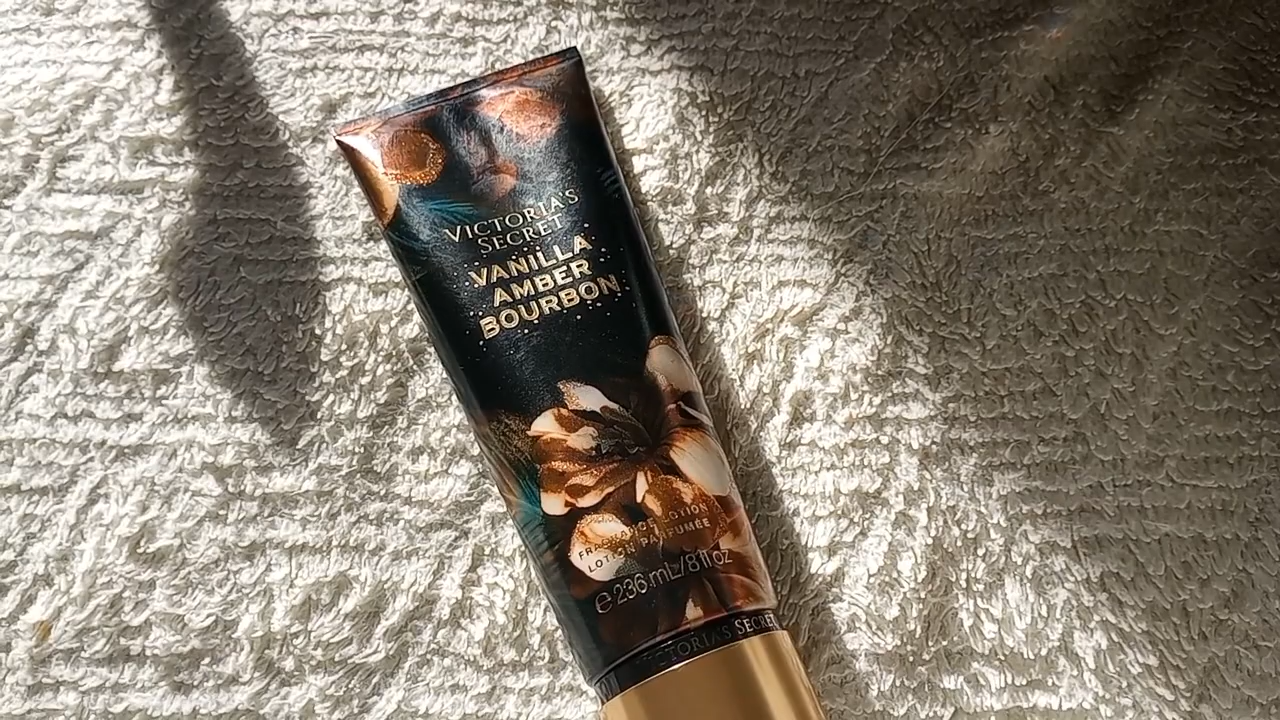 VICTORIA'S
SECRET
VANILLA
AMBER
BOURBON
FRAGRANCE LOTION
LOTION PARFUMÉE
℮ 236 mL/8 fl oz
VICTORIA'S SECRET